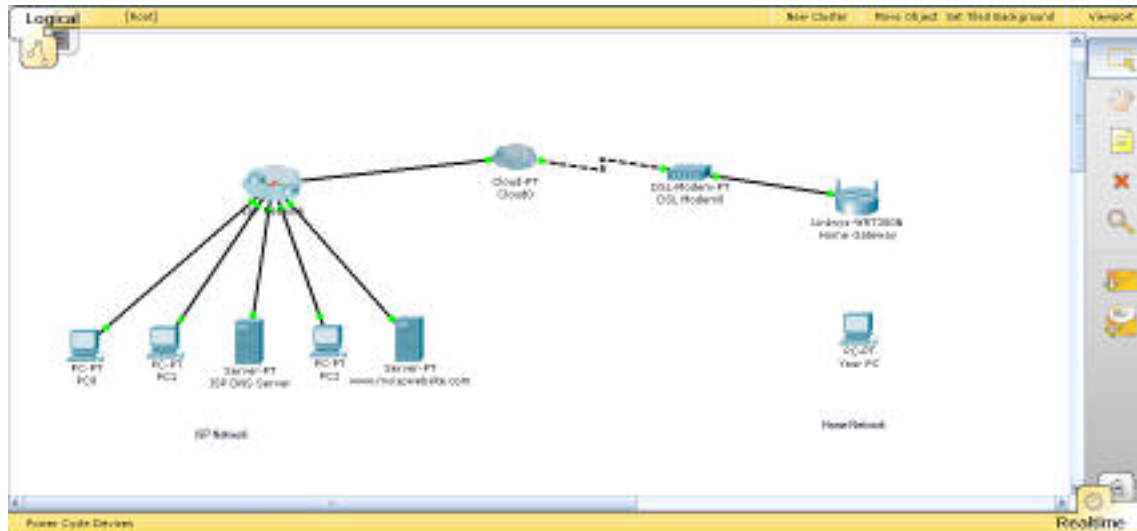 Logical
[Root]
New Cluster
Move Object
Set Tiled Background
Viewport
Cloud-PT
Cloud0
DSL-Modem-PT
DSL Modem0
Linksys-WRT300N
Home Gateway
PC-PT
PC0
PC-PT
PC1
Server-PT
ISP DNS Server
PC-PT
PC2
Server-PT
PC-PT
Your PC
ISP Network
Home Network
Power Cycle Devices
Realtime